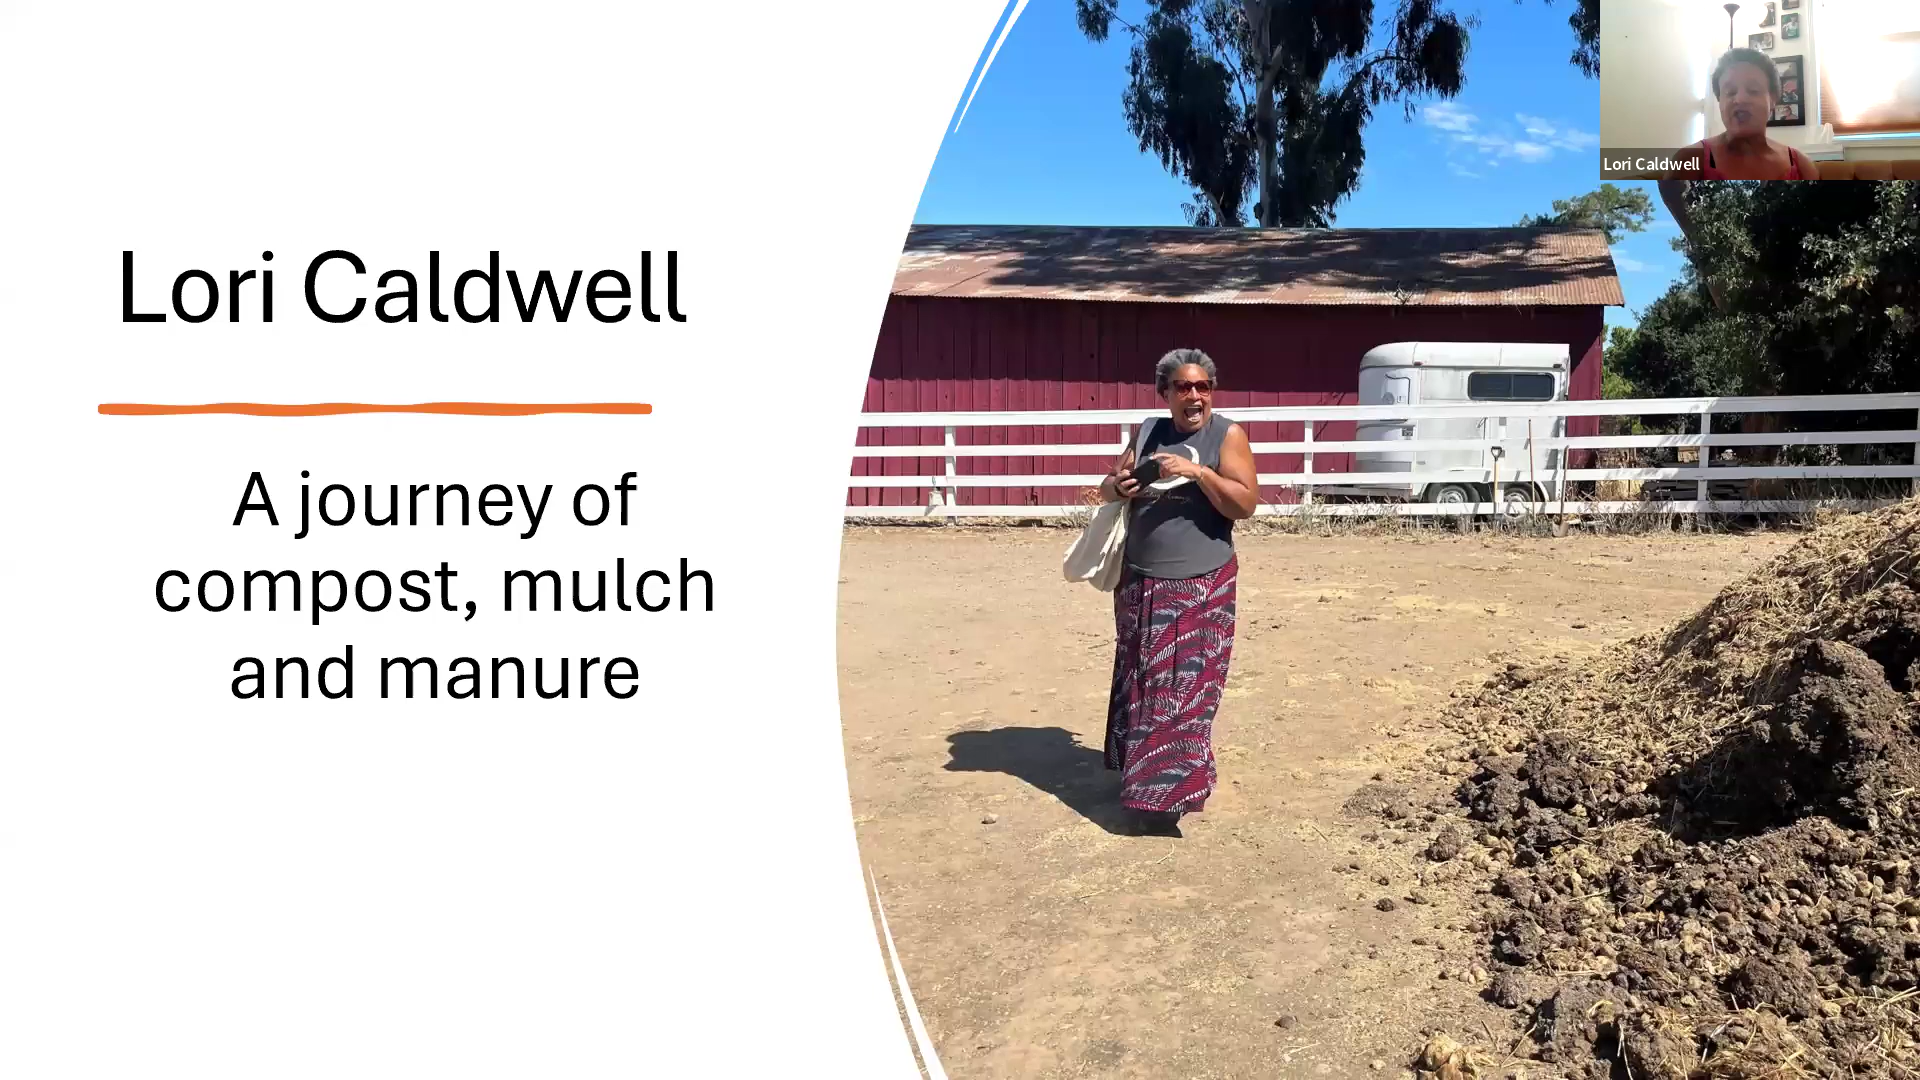 Lori Caldwell
A journey of
compost, mulch
and manure
Lori Caldwell